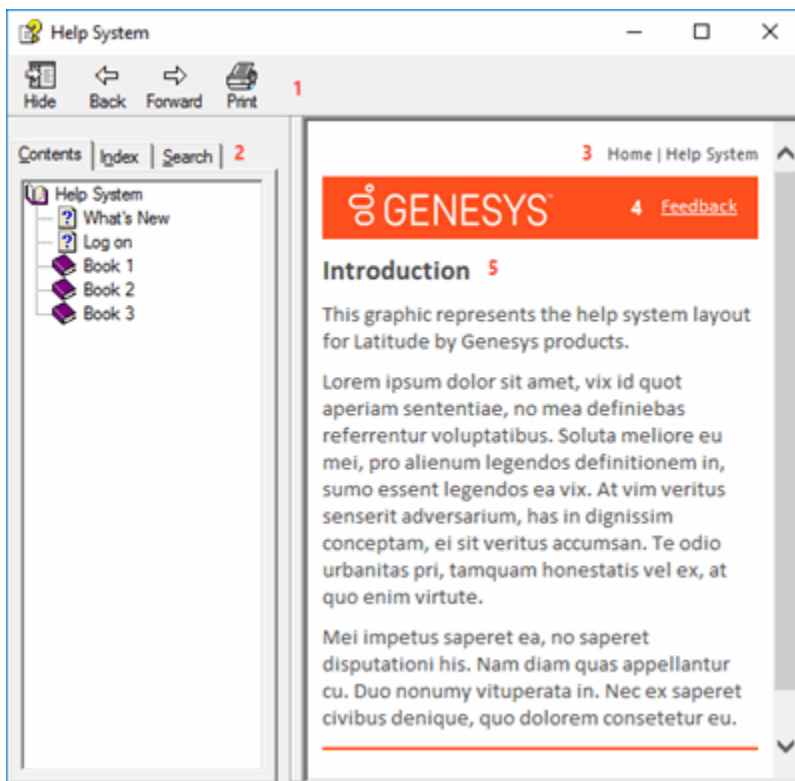 Help System
Hide Back Forward Print 1
Contents Index Search 2
Help System
What's New
Log on
Book 1
Book 2
Book 3
3 Home | Help System
GENESYS™ 4 Feedback
Introduction 5
This graphic represents the help system layout
for Latitude by Genesys products.
Lorem ipsum dolor sit amet, vix id quot
aperiam sententiae, no mea definiebas
referrentur voluptatibus. Soluta meliore eu
mei, pro alienum legendos definitionem in,
sumo essent legendos ea vix. At vim veritus
senserit adversarium, has in dignissim
conceptam, ei sit veritus accumsan. Te odio
urbanitas pri, tamquam honestatis vel ex, at
quo enim virtute.
Mei impetus saperet ea, no saperet
disputationi his. Nam diam quas appellantur
cu. Duo nonumy vituperata in. Nec ex saperet
civibus denique, quo dolorem consetetur eu.